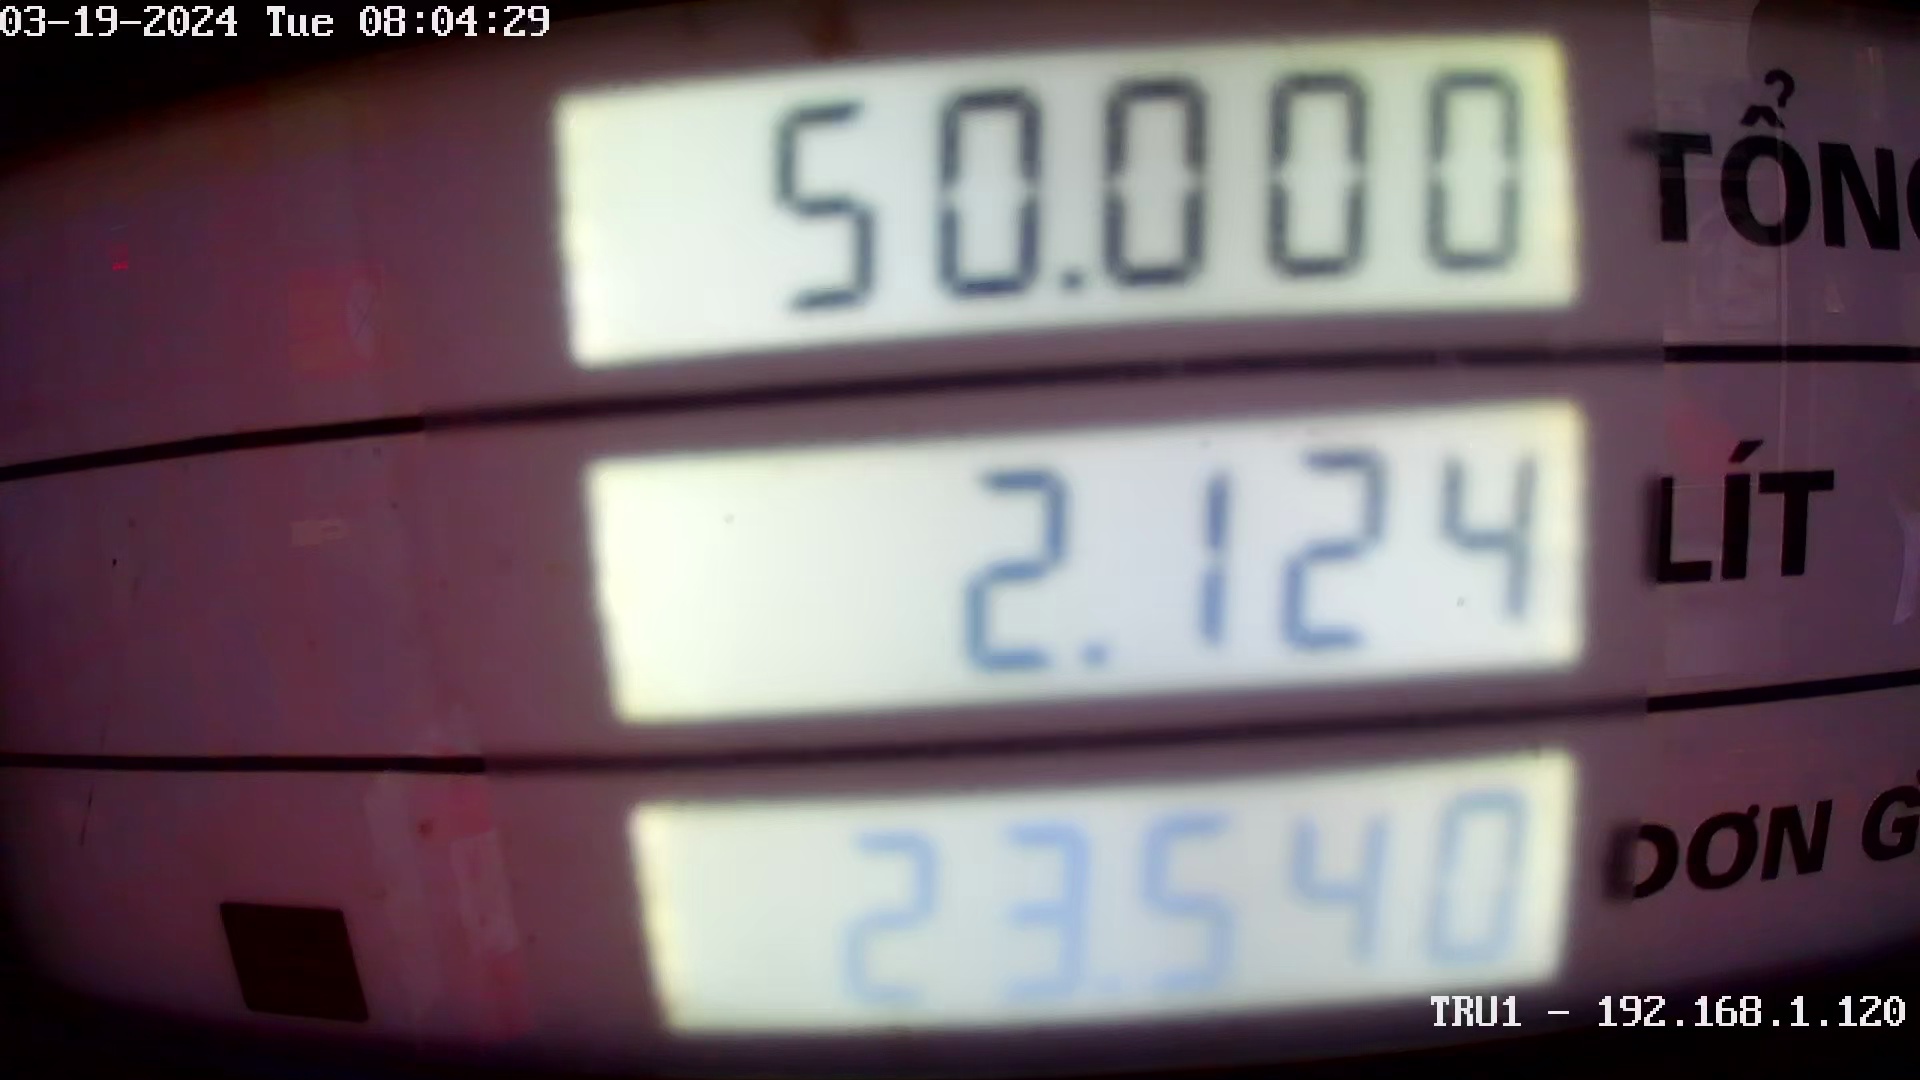 03-19-2024 Tue 08:04:29
50.000
TỔNG
2.124
LÍT
23.540
ĐƠN G
TRU1 - 192.168.1.120